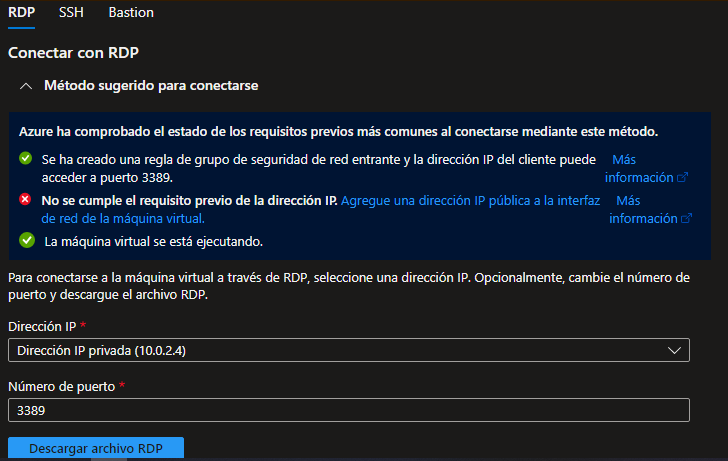 RDP SSH Bastion
Conectar con RDP
Método sugerido para conectarse
Azure ha comprobado el estado de los requisitos previos más comunes al conectarse mediante este método.
Se ha creado una regla de grupo de seguridad de red entrante y la dirección IP del cliente puede Más
acceder a puerto 3389. información
No se cumple el requisito previo de la dirección IP. Agregue una dirección IP pública a la interfaz Más
de red de la máquina virtual. información
La máquina virtual se está ejecutando.
Para conectarse a la máquina virtual a través de RDP, seleccione una dirección IP. Opcionalmente, cambie el número de
puerto y descargue el archivo RDP.
Dirección IP *
Dirección IP privada (10.0.2.4)
Número de puerto *
3389
Descargar archivo RDP